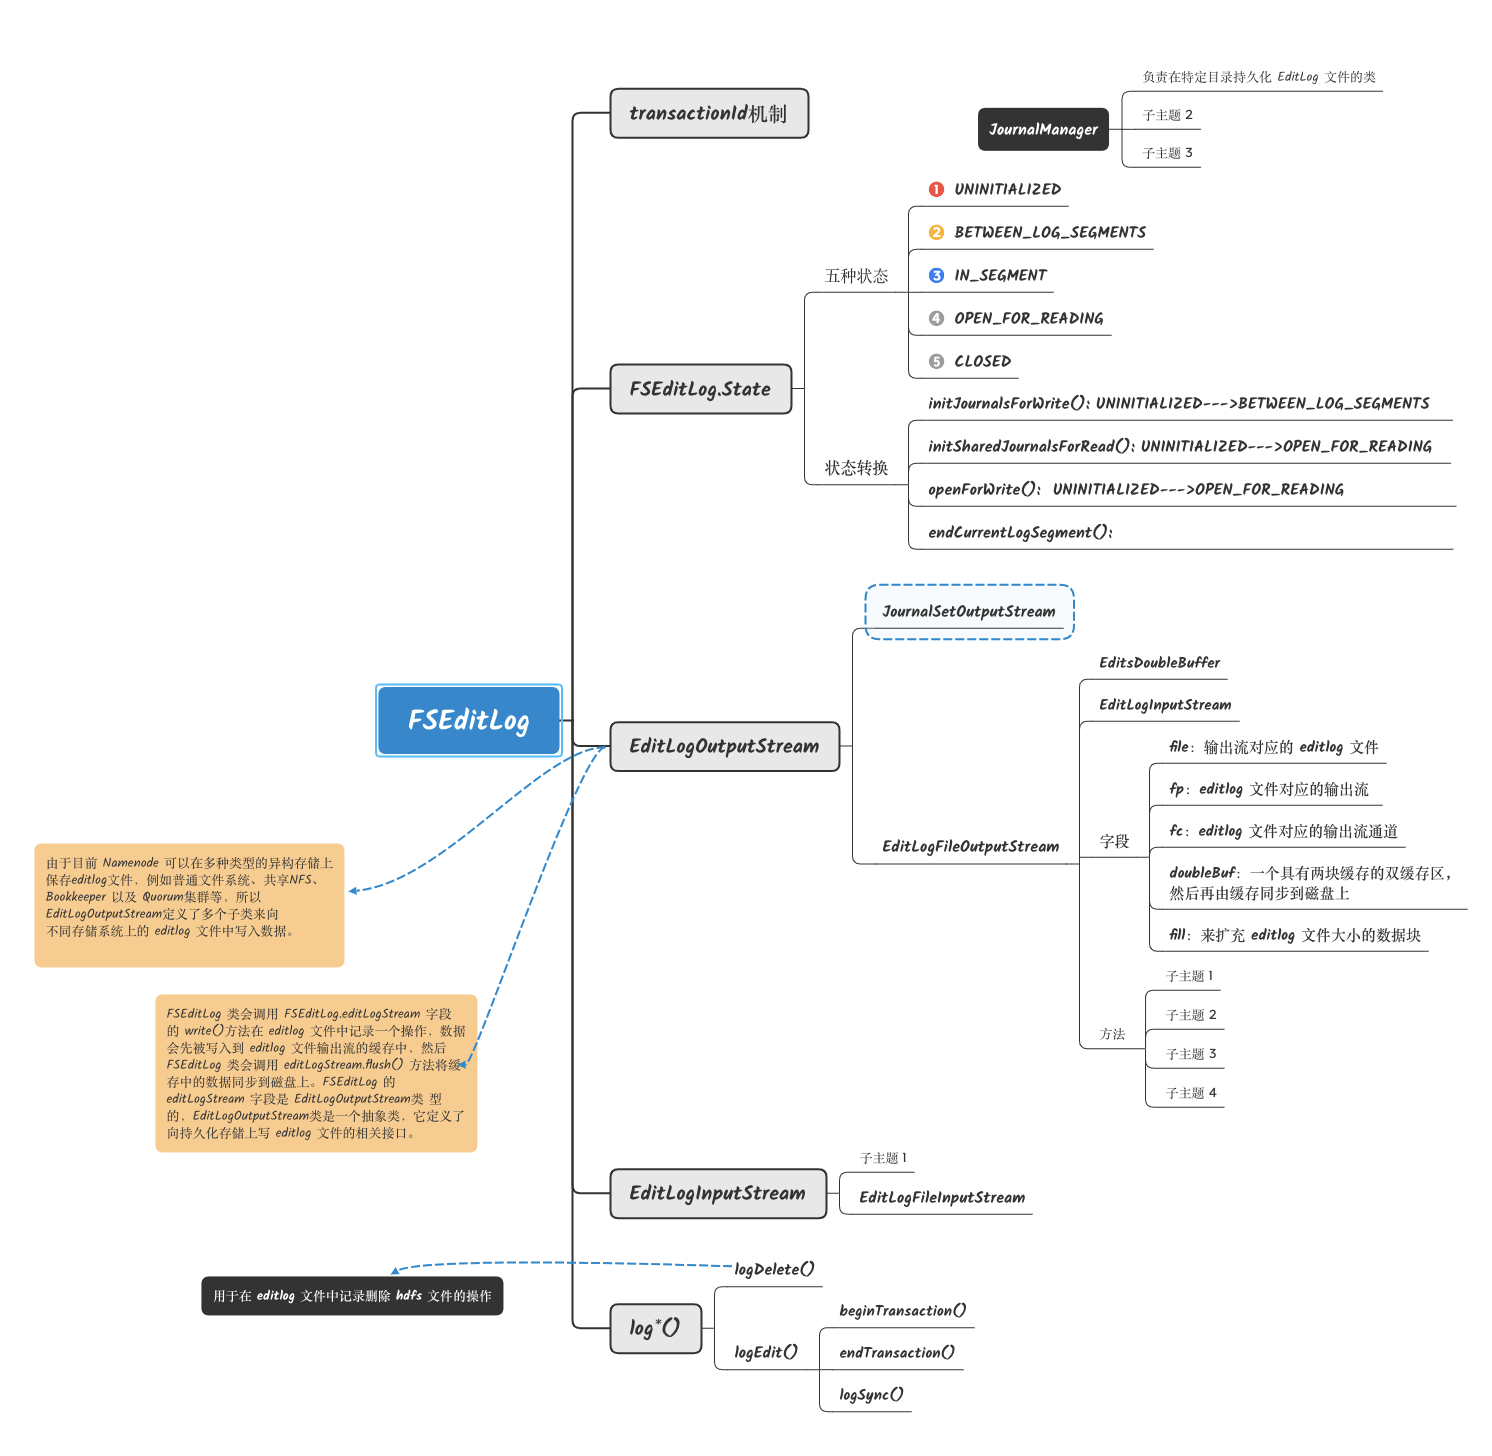 FSEditLog
transactionId机制
JournalManager
负责在特定目录持久化 EditLog 文件的类
子主题 2
子主题 3
FSEditLog.State
五种状态
1 UNINITIALIZED
2 BETWEEN_LOG_SEGMENTS
3 IN_SEGMENT
4 OPEN_FOR_READING
5 CLOSED
状态转换
initJournalsForWrite(): UNINITIALIZED--->BETWEEN_LOG_SEGMENTS
initSharedJournalsForRead(): UNINITIALIZED--->OPEN_FOR_READING
openForWrite()： UNINITIALIZED--->OPEN_FOR_READING
endCurrentLogSegment():
EditLogOutputStream
JournalSetOutputStream
EditLogFileOutputStream
EditsDoubleBuffer
EditLogInputStream
字段
file：输出流对应的 editlog 文件
fp：editlog 文件对应的输出流
fc：editlog 文件对应的输出流通道
doubleBuf：一个具有两块缓存的双缓存区，
然后再由缓存同步到磁盘上
fill：来扩充 editlog 文件大小的数据块
方法
子主题 1
子主题 2
子主题 3
子主题 4
由于目前 Namenode 可以在多种类型的异构存储上
保存editlog文件，例如普通文件系统、共享NFS、
Bookkeeper 以及 Quorum集群等，所以
EditLogOutputStream定义了多个子类来向
不同存储系统上的 editlog 文件中写入数据。
FSEditLog 类会调用 FSEditLog.editLogStream 字段
的 write()方法在 editlog 文件中记录一个操作，数据
会先被写入到 editlog 文件输出流的缓存中，然后
FSEditLog 类会调用 editLogStream.flush() 方法将缓
存中的数据同步到磁盘上。FSEditLog 的
editLogStream 字段是 EditLogOutputStream类 型
的，EditLogOutputStream类是一个抽象类，它定义了
向持久化存储上写 editlog 文件的相关接口。
EditLogInputStream
子主题 1
EditLogFileInputStream
log*()
logDelete()
用于在 editlog 文件中记录删除 hdfs 文件的操作
logEdit()
beginTransaction()
endTransaction()
logSync()